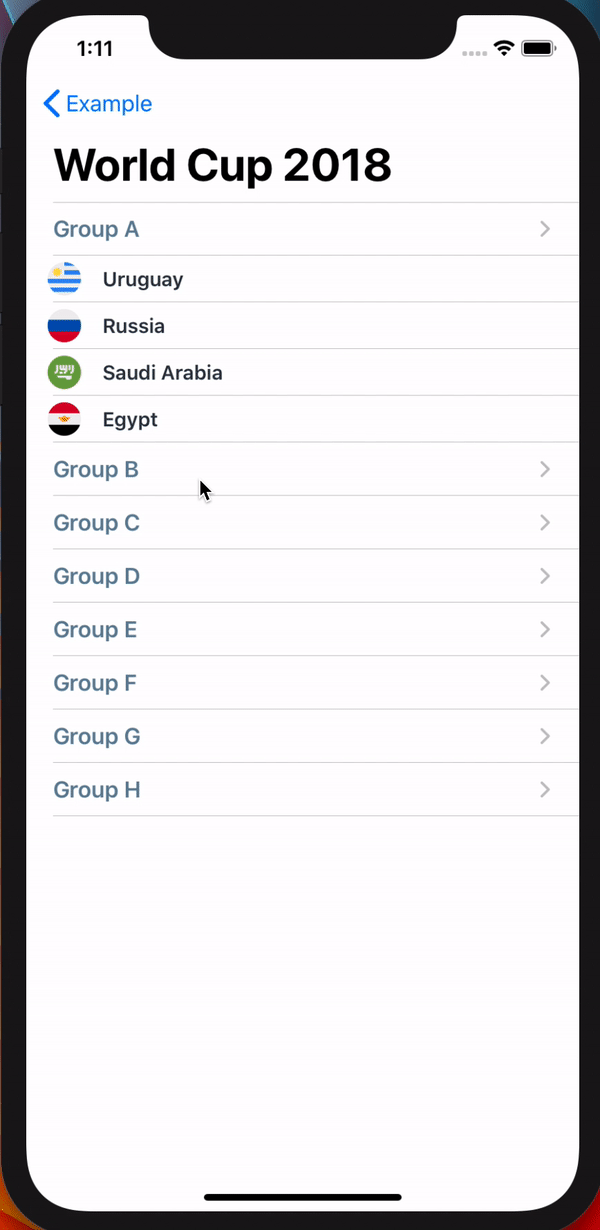 1:11
Example
World Cup 2018
Group A
Uruguay
Russia
Saudi Arabia
Egypt
Group B
Group C
Group D
Group E
Group F
Group G
Group H